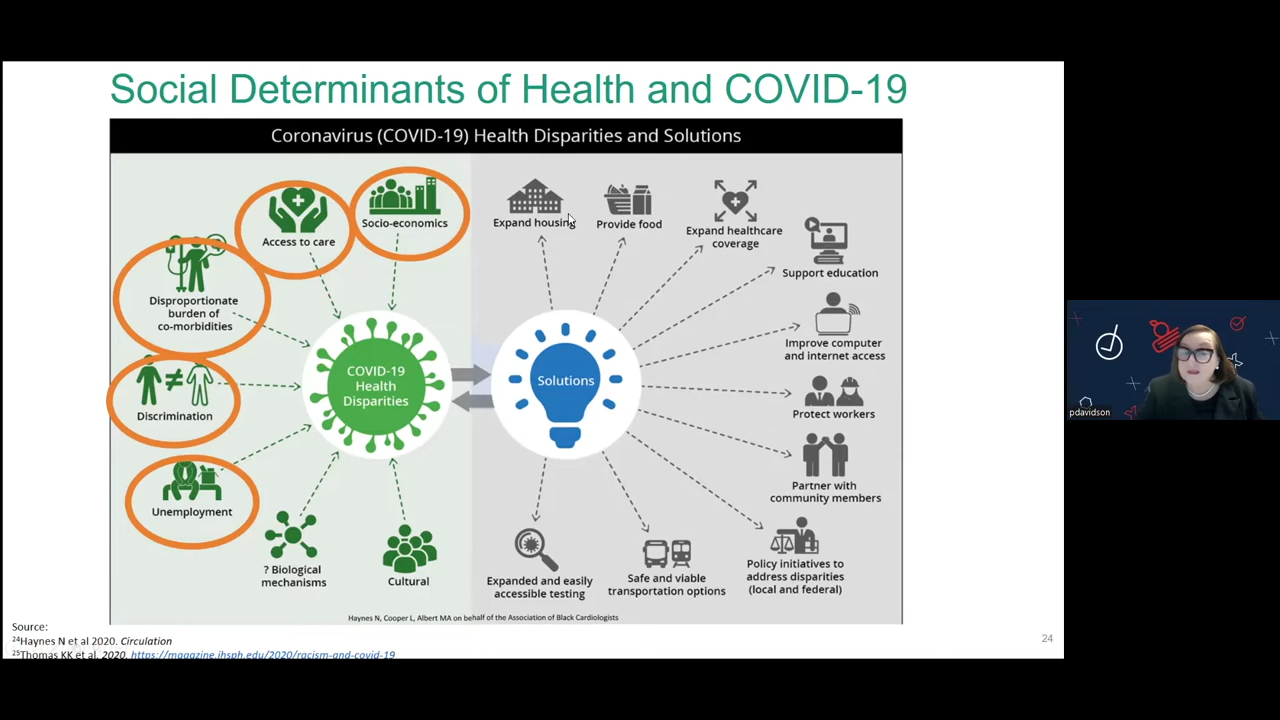 Social Determinants of Health and COVID-19
Coronavirus (COVID-19) Health Disparities and Solutions
Socio-economics
Access to care
Disproportionate
burden of
co-morbidities
Discrimination
Unemployment
? Biological
mechanisms
Cultural
COVID-19
Health
Disparities
Solutions
Expand housing
Provide food
Expand healthcare
coverage
Support education
Improve computer
and internet access
Protect workers
Partner with
community members
Policy initiatives to
address disparities
(local and federal)
Safe and viable
transportation options
Expanded and easily
accessible testing
Haynes N, Cooper L, Albert MA on behalf of the Association of Black Cardiologists
Source:
24Haynes N et al 2020. Circulation
25Thomas KK et al. 2020. https://magazine.jhsph.edu/2020/racism-and-covid-19
24
pdavidson